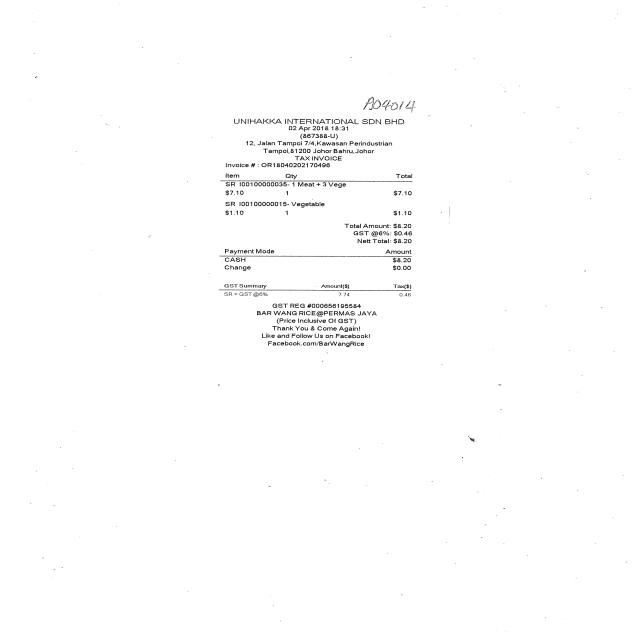 A04014
UNIHAKKA INTERNATIONAL SDN BHD
02 Apr 2018 18:31
(867388-U)
12, Jalan Tampoi 7/4,Kawasan Perindustrian
Tampoi,81200 Johor Bahru,Johor
TAX INVOICE
Invoice # : OR18040202170496
Item Qty Total
SR I00100000035- 1 Meat + 3 Vege
$7.10 1 $7.10
SR I00100000015- Vegetable
$1.10 1 $1.10
Total Amount: $8.20
GST @6%: $0.46
Nett Total: $8.20
Payment Mode Amount
CASH $8.20
Change $0.00
GST Summary Amount($) Tax($)
SR = GST @6% 7.74 0.46
GST REG #000656195584
BAR WANG RICE@PERMAS JAYA
(Price Inclusive Of GST)
Thank You & Come Again!
Like and Follow Us on Facebook!
Facebook.com/BarWangRice